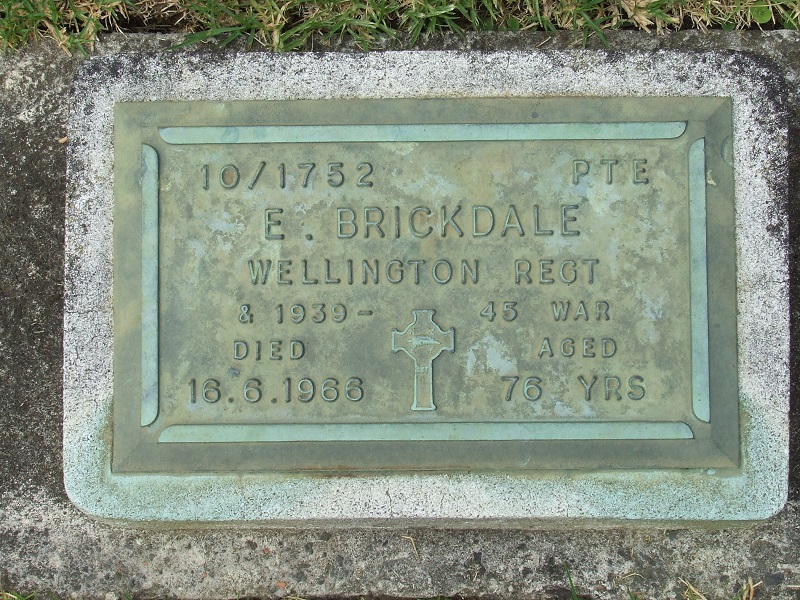 10/1752 PTE
E. BRICKDALE
WELLINGTON REGT
& 1939-45 WAR
DIED AGED
16.6.1966 76 YRS